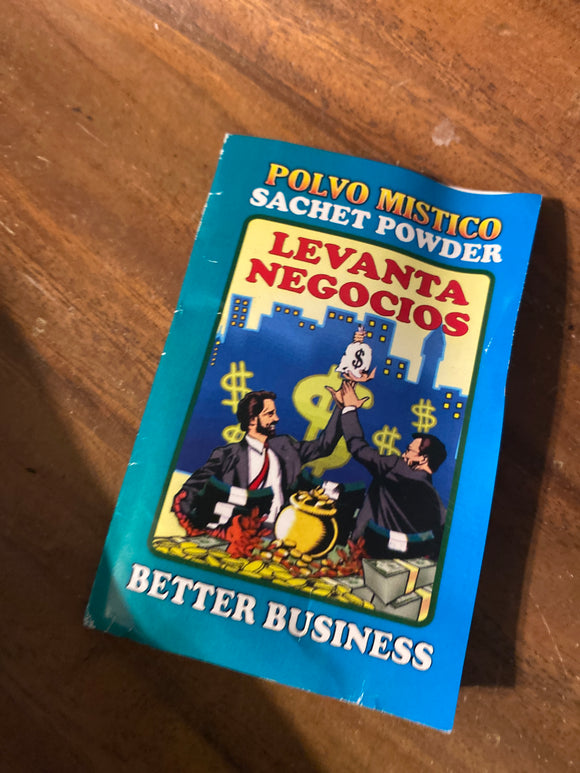 POLVO MISTICO
SACHET POWDER
LEVANTA
NEGOCIOS
$
$
$
$
$
BETTER BUSINESS